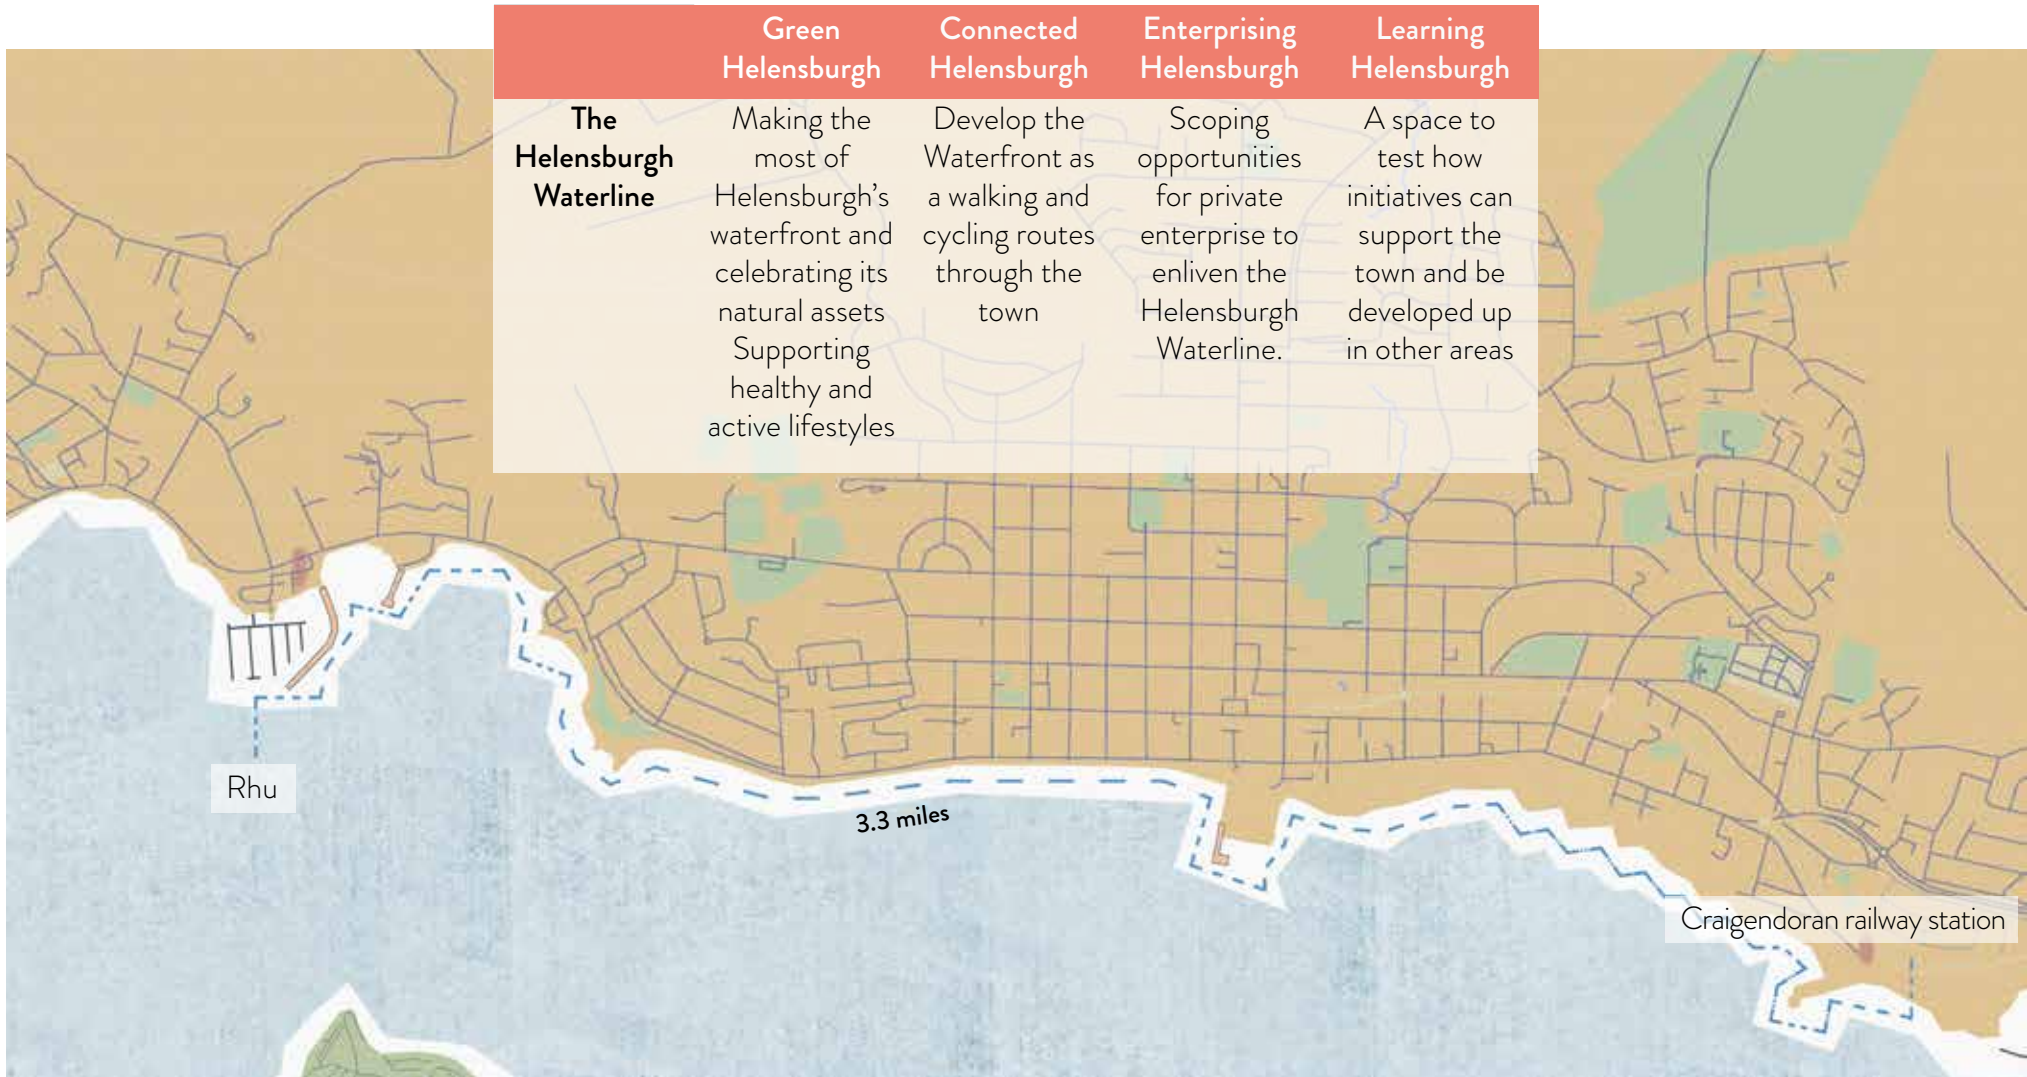 Green
Helensburgh
Connected
Helensburgh
Enterprising
Helensburgh
Learning
Helensburgh
The
Helensburgh
Waterline
Making the
most of
Helensburgh's
waterfront and
celebrating its
natural assets
Supporting
healthy and
active lifestyles
Develop the
Waterfront as
a walking and
cycling routes
through the
town
Scoping
opportunities
for private
enterprise to
enliven the
Helensburgh
Waterline.
A space to
test how
initiatives can
support the
town and be
developed up
in other areas
Rhu
3.3 miles
Craigendoran railway station